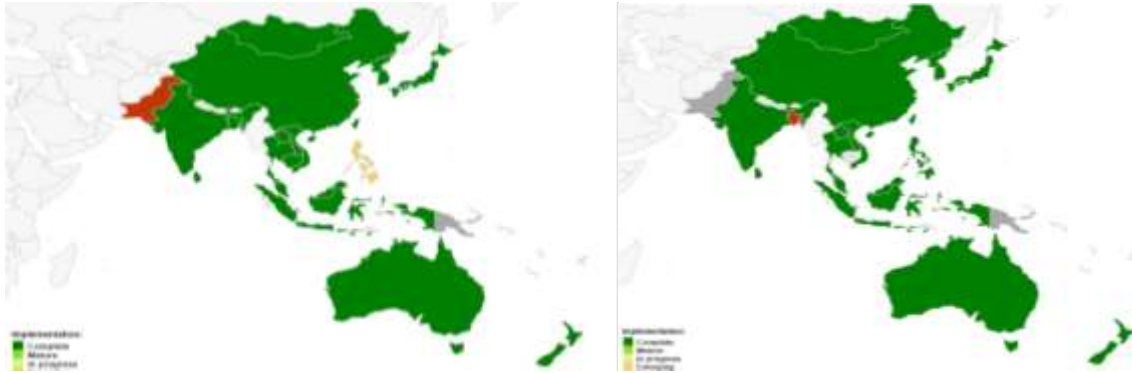 Implementation:
Complete
Mature
In progress
Implementation:
Complete
Mature
In progress
Emerging